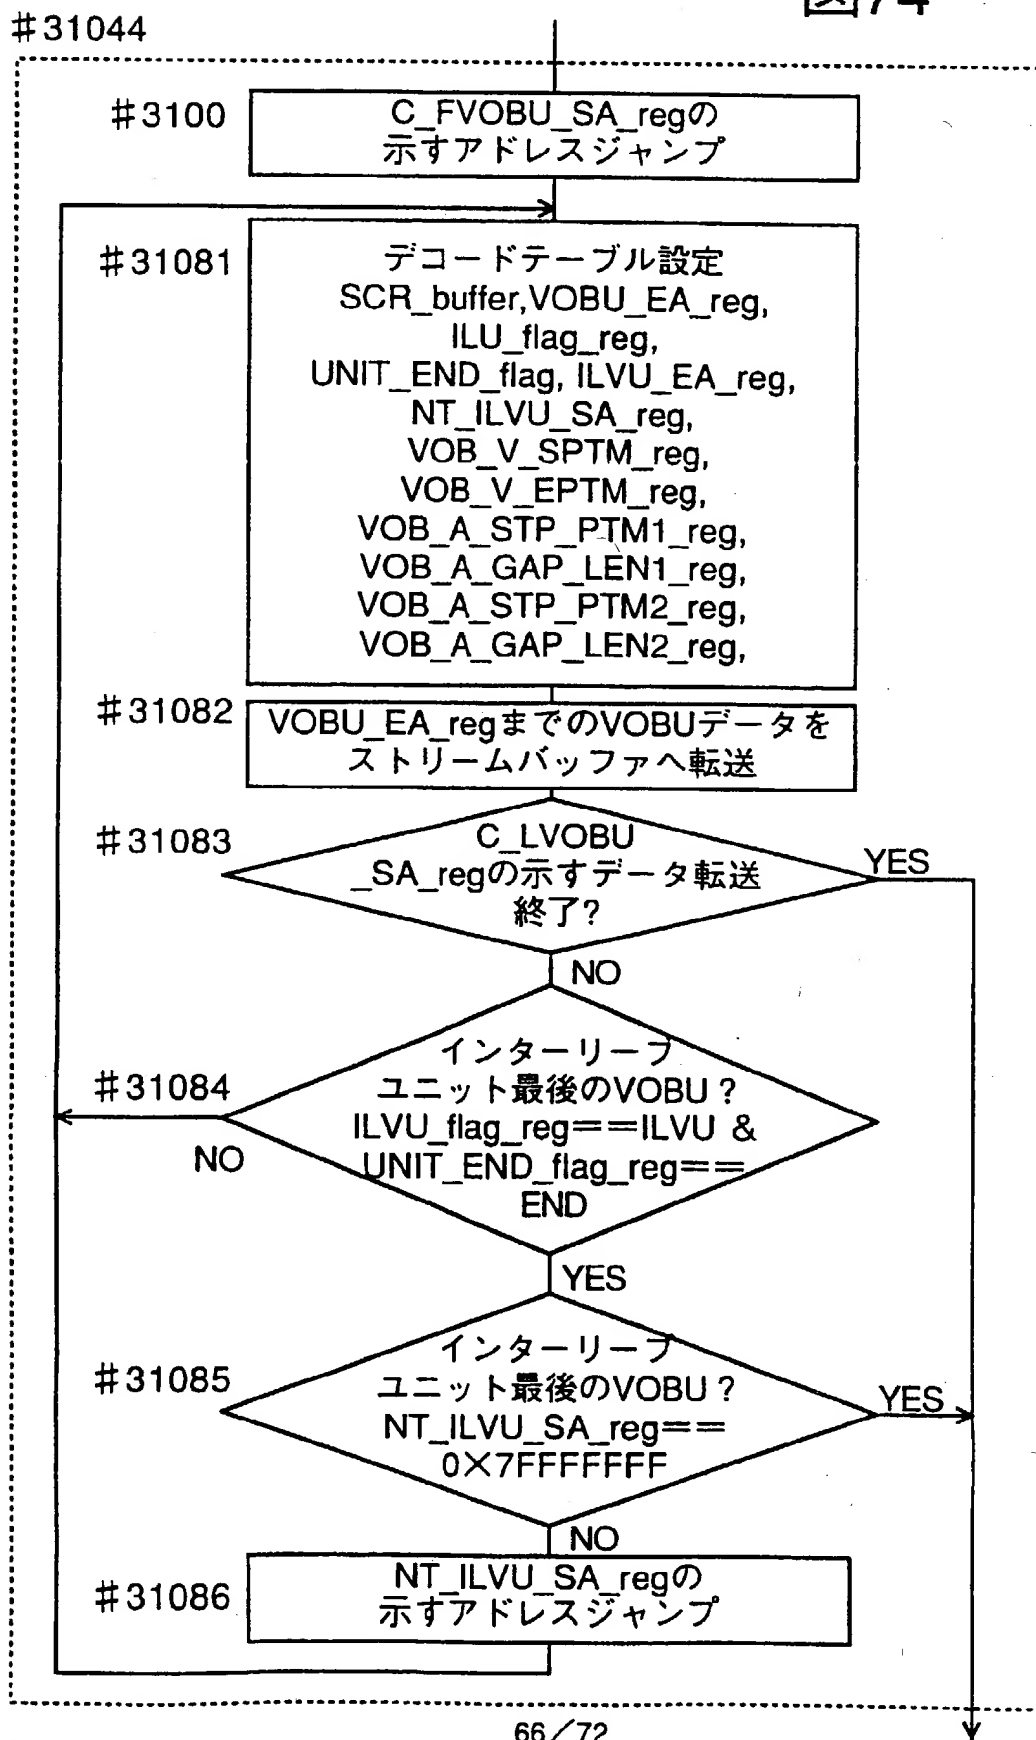 図74
#31044
#3100
C_FVOBU_SA_regの
示すアドレスジャンプ
#31081
デコードテーブル設定
SCR_buffer,VOBU_EA_reg,
ILU_flag_reg,
UNIT_END_flag, ILVU_EA_reg,
NT_ILVU_SA_reg,
VOB_V_SPTM_reg,
VOB_V_EPTM_reg,
VOB_A_STP_PTM1_reg,
VOB_A_GAP_LEN1_reg,
VOB_A_STP_PTM2_reg,
VOB_A_GAP_LEN2_reg,
#31082
VOBU_EA_regまでのVOBUデータを
ストリームバッファへ転送
#31083
C_LVOBU
_SA_regの示すデータ転送
終了?
YES
NO
#31084
インターリーブ
ユニット最後のVOBU？
ILVU_flag_reg==ILVU &
UNIT_END_flag_reg==
END
NO
YES
#31085
インターリーブ
ユニット最後のVOBU？
NT_ILVU_SA_reg==
0×7FFFFFFF
YES
NO
#31086
NT_ILVU_SA_regの
示すアドレスジャンプ
66/72